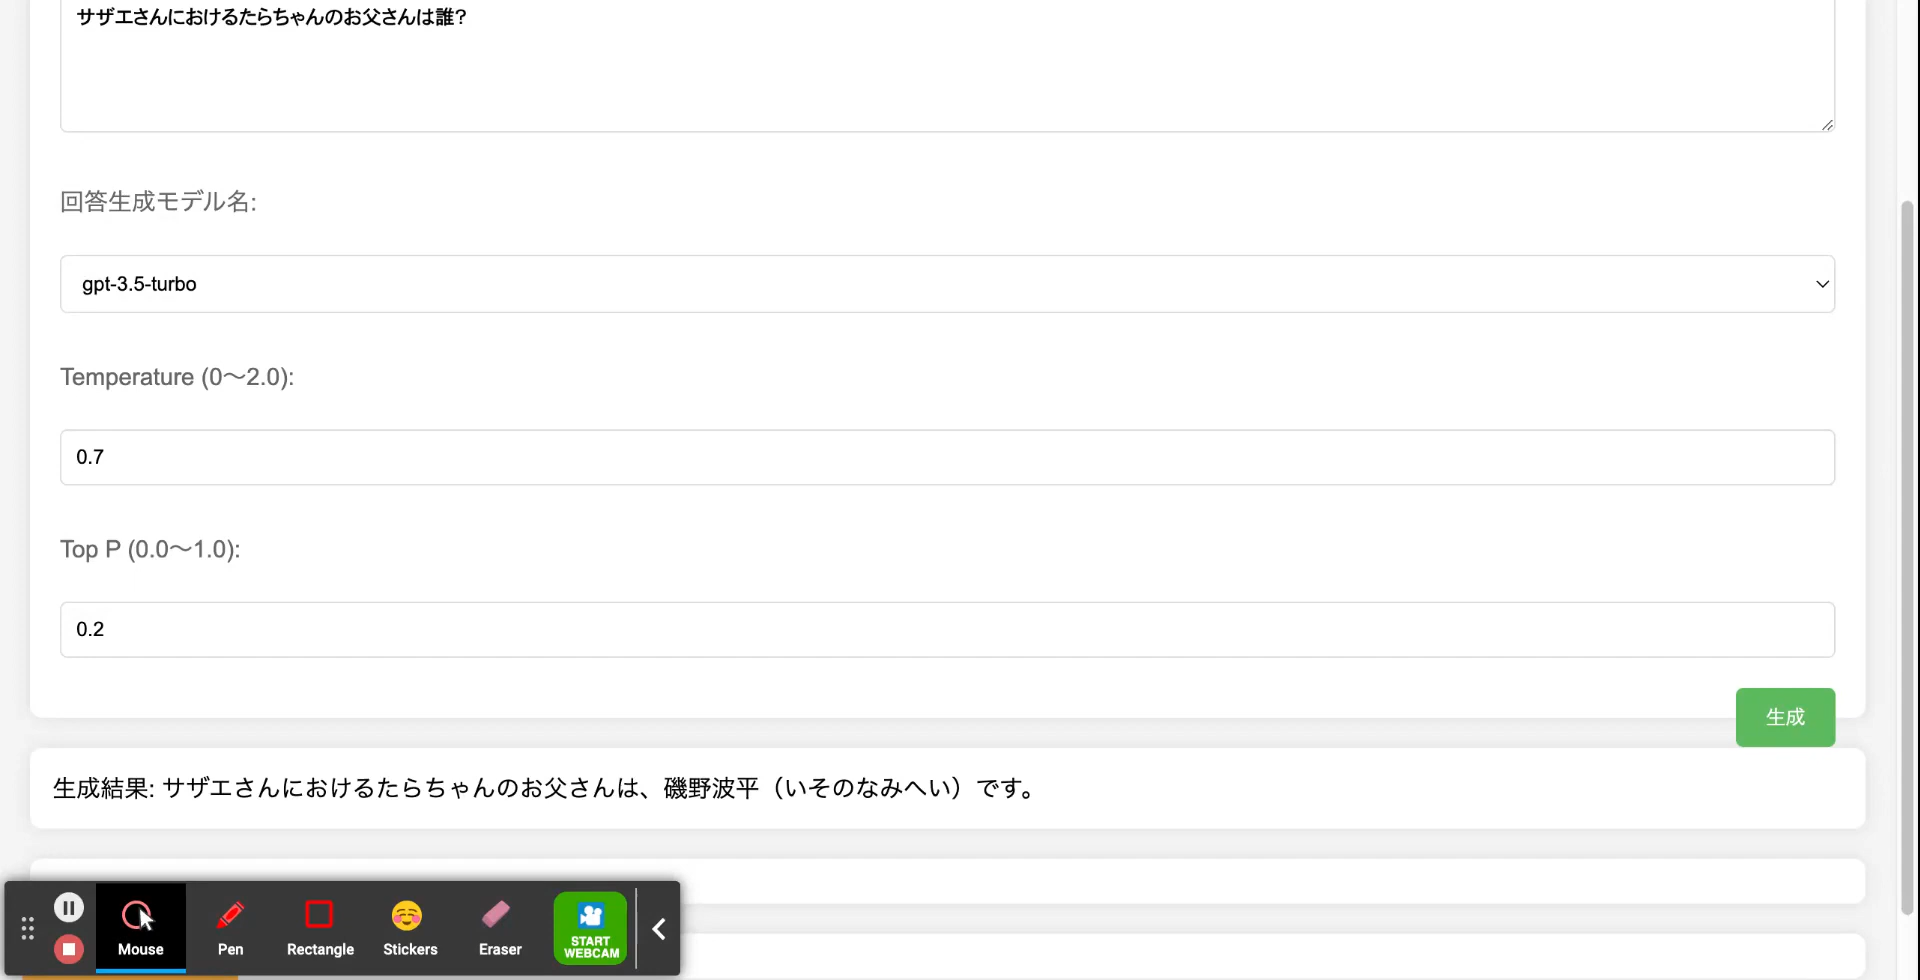 サザエさんにおけるたらちゃんのお父さんは誰?
回答生成モデル名:
gpt-3.5-turbo
Temperature (0〜2.0):
0.7
Top P (0.0〜1.0):
0.2
生成
生成結果: サザエさんにおけるたらちゃんのお父さんは、磯野波平（いそのなみへい）です。
Mouse
Pen
Rectangle
Stickers
Eraser
START
WEBCAM